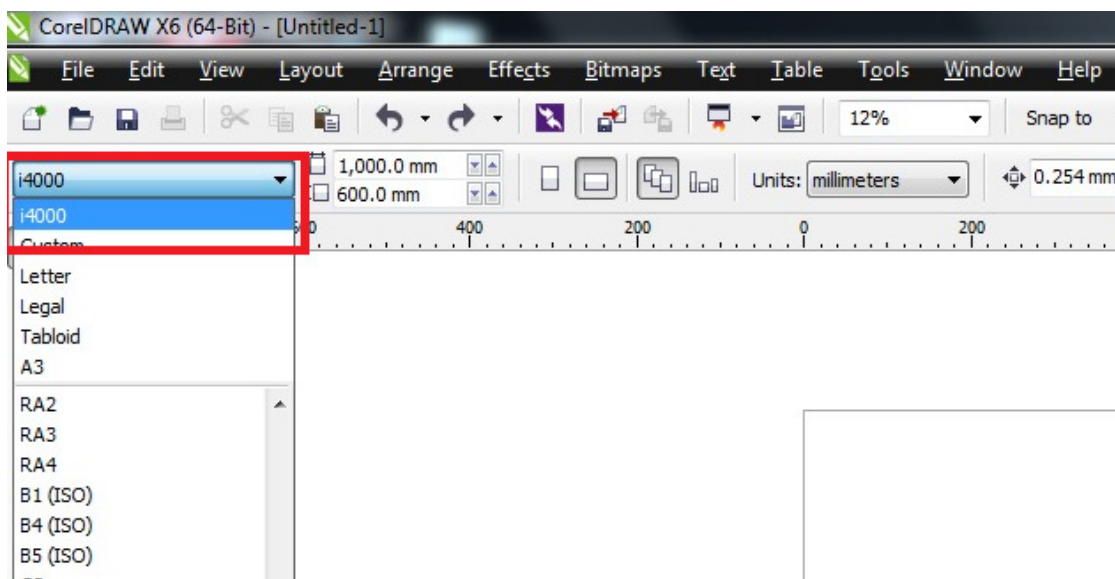 CorelDRAW X6 (64-Bit) - [Untitled-1]
File Edit View Layout Arrange Effects Bitmaps Text Table Tools Window Help
12% Snap to
i4000 1,000.0 mm
600.0 mm Units: millimeters 0.254 mm
i4000
400 200 0 200
Custom
Letter
Legal
Tabloid
A3
RA2
RA3
RA4
B1 (ISO)
B4 (ISO)
B5 (ISO)